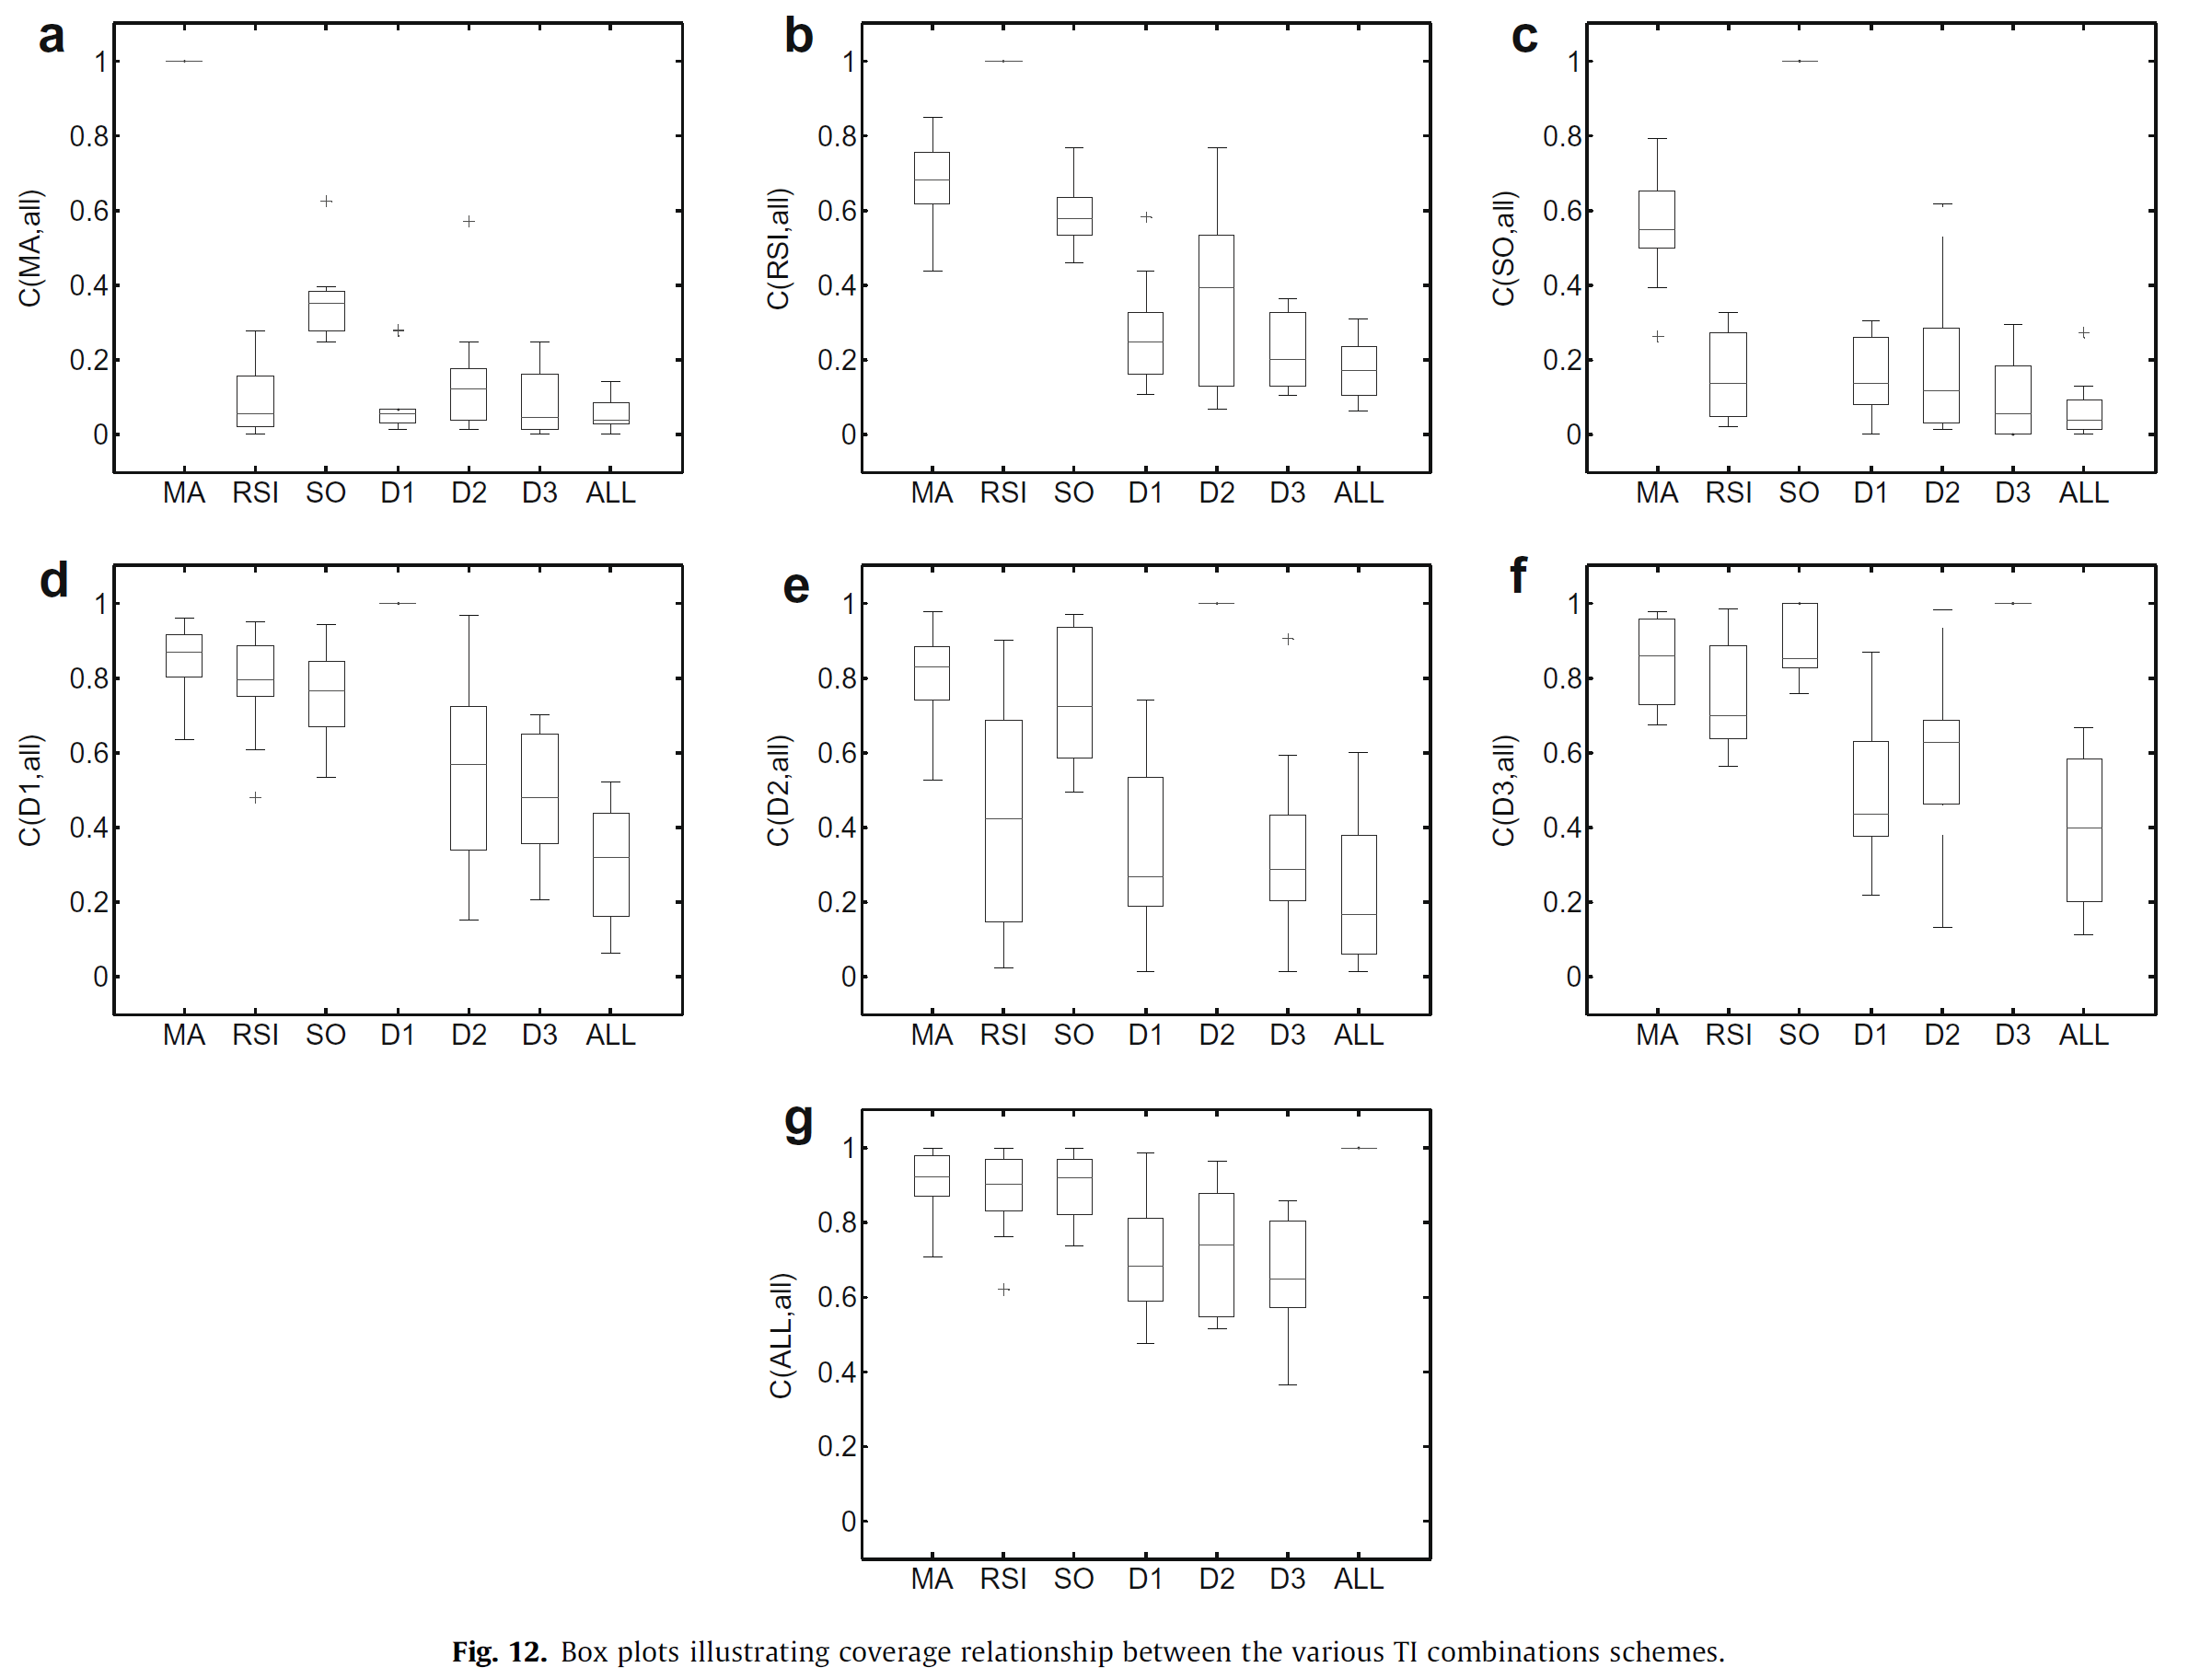 a
C(MA,all)
1
0.8
0.6
0.4
0.2
0
MA RSI SO D1 D2 D3 ALL
b
C(RSI,all)
1
0.8
0.6
0.4
0.2
0
MA RSI SO D1 D2 D3 ALL
c
C(SO,all)
1
0.8
0.6
0.4
0.2
0
MA RSI SO D1 D2 D3 ALL
d
C(D1,all)
1
0.8
0.6
0.4
0.2
0
MA RSI SO D1 D2 D3 ALL
e
C(D2,all)
1
0.8
0.6
0.4
0.2
0
MA RSI SO D1 D2 D3 ALL
f
C(D3,all)
1
0.8
0.6
0.4
0.2
0
MA RSI SO D1 D2 D3 ALL
g
C(ALL,all)
1
0.8
0.6
0.4
0.2
0
MA RSI SO D1 D2 D3 ALL
Fig. 12. Box plots illustrating coverage relationship between the various TI combinations schemes.